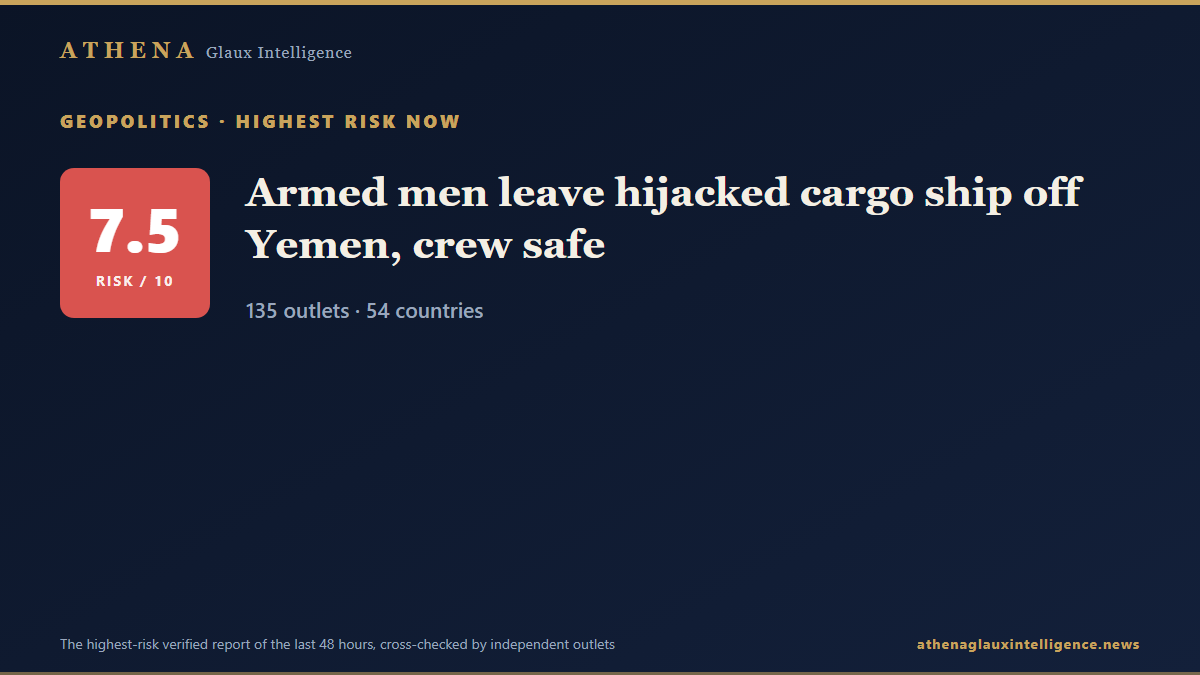 ATHENA Glaux Intelligence
GEOPOLITICS · HIGHEST RISK NOW
7.5
RISK / 10
Armed men leave hijacked cargo ship off
Yemen, crew safe
135 outlets · 54 countries
The highest-risk verified report of the last 48 hours, cross-checked by independent outlets
athenaglauxintelligence.news